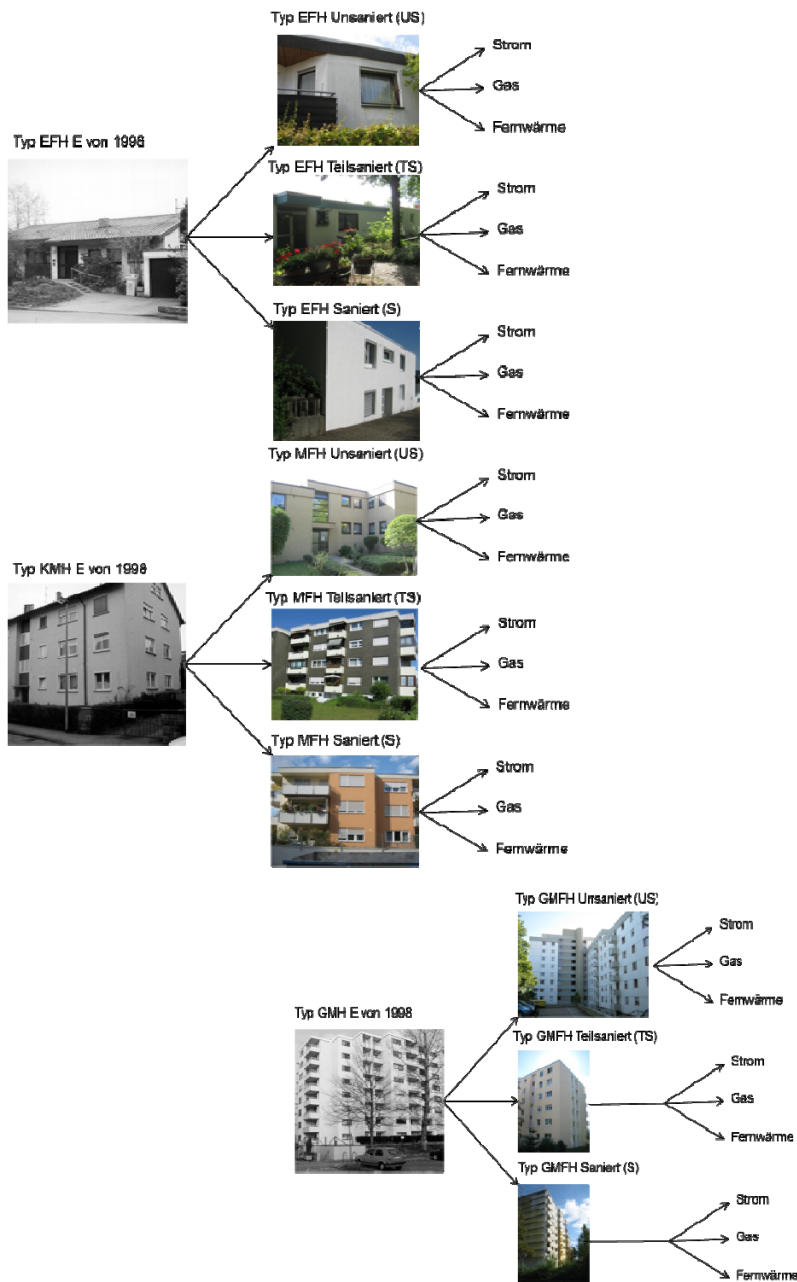 Typ EFH Unsaniert (US)
Strom
Gas
Fernwärme
Typ EFH E von 1998
Typ EFH Teilsaniert (TS)
Strom
Gas
Fernwärme
Typ EFH Saniert (S)
Strom
Gas
Fernwärme
Typ MFH Unsaniert (US)
Strom
Gas
Fernwärme
Typ KMH E von 1998
Typ MFH Teilsaniert (TS)
Strom
Gas
Fernwärme
Typ MFH Saniert (S)
Strom
Gas
Fernwärme
Typ GMFH Unsaniert (US)
Strom
Gas
Fernwärme
Typ GMH E von 1998
Typ GMFH Teilsaniert (TS)
Strom
Gas
Fernwärme
Typ GMFH Saniert (S)
Strom
Gas
Fernwärme